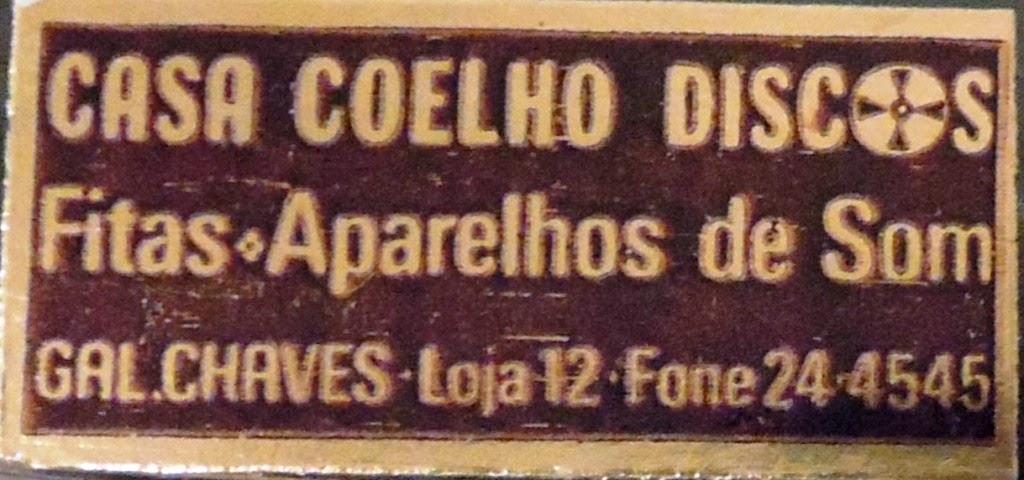 CASA COELHO DISCOS
Fitas·Aparelhos de Som
GAL.CHAVES·Loja 12·Fone 24-4545